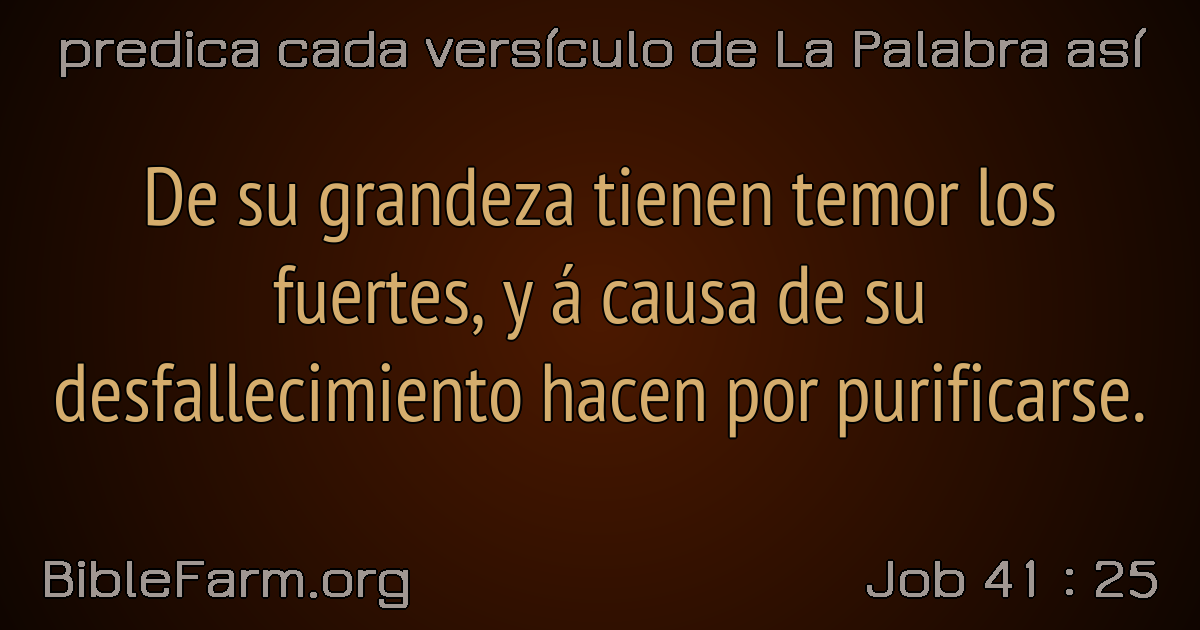 predica cada versículo de La Palabra así
De su grandeza tienen temor los
fuertes, y á causa de su
desfallecimiento hacen por purificarse.
BibleFarm.org
Job 41 : 25